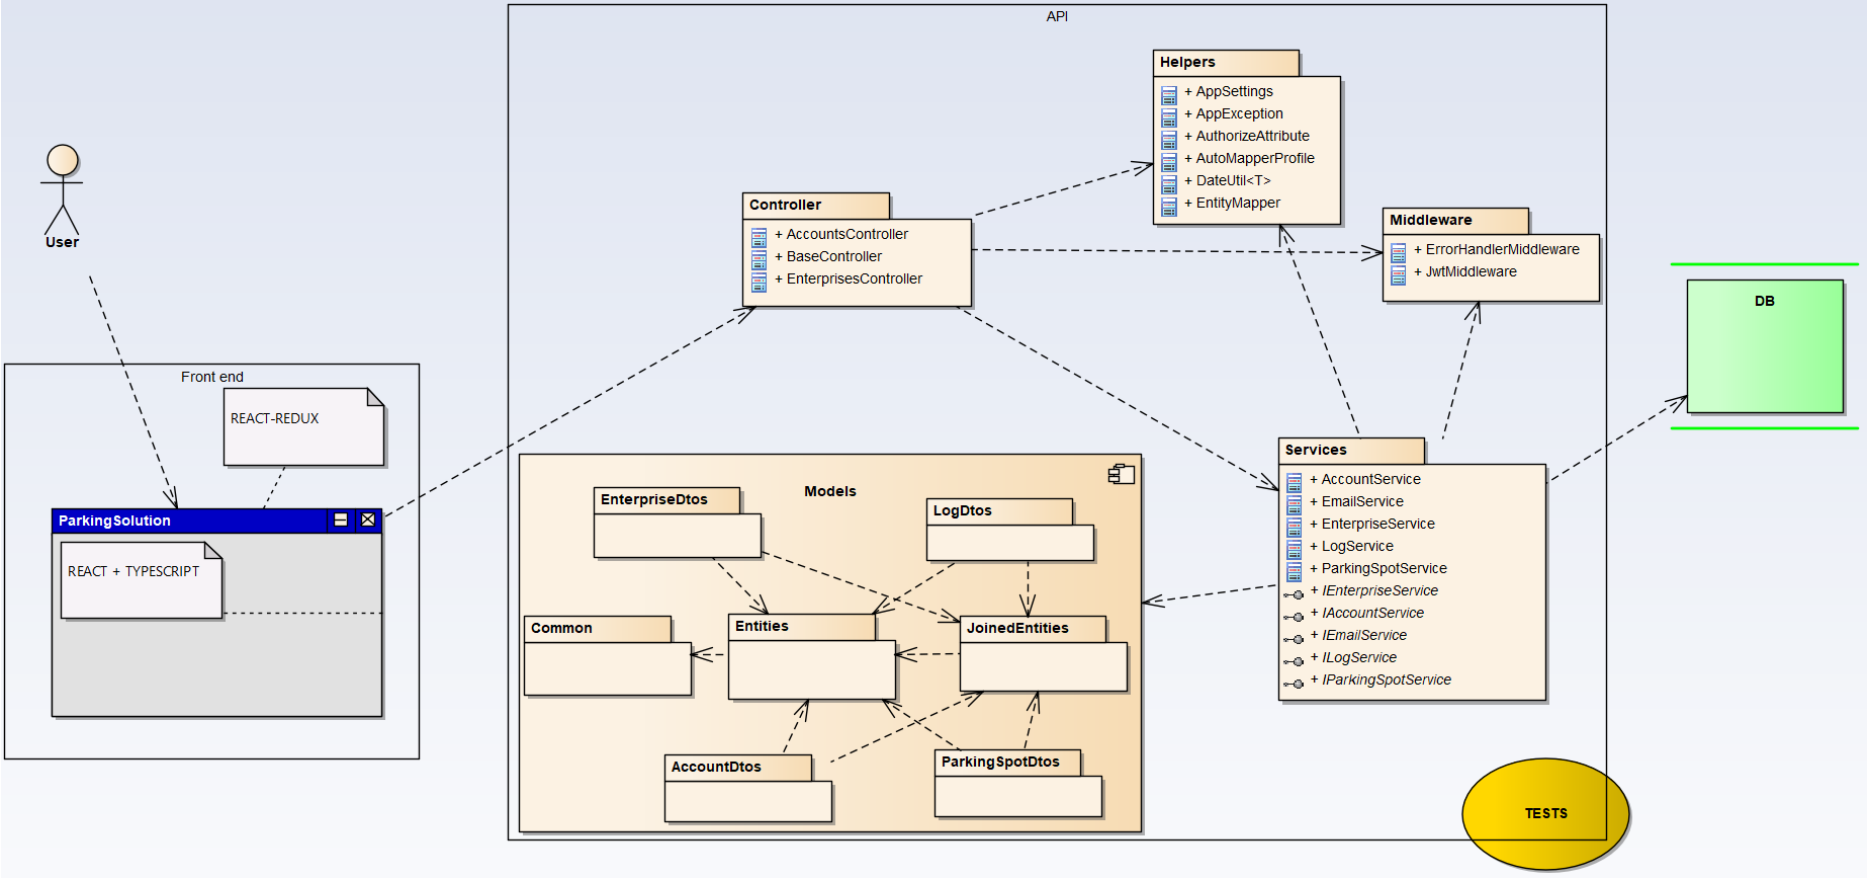 API
Helpers
+ AppSettings
+ AppException
+ AuthorizeAttribute
+ AutoMapperProfile
+ DateUtil<T>
+ EntityMapper
Controller
+ AccountsController
+ BaseController
+ EnterprisesController
Middleware
+ ErrorHandlerMiddleware
+ JwtMiddleware
User
DB
Front end
REACT-REDUX
ParkingSolution
REACT + TYPESCRIPT
Services
+ AccountService
+ EmailService
+ EnterpriseService
+ LogService
+ ParkingSpotService
+ IEnterpriseService
+ IAccountService
+ IEmailService
+ ILogService
+ IParkingSpotService
Models
EnterpriseDtos
LogDtos
Common
Entities
JoinedEntities
AccountDtos
ParkingSpotDtos
TESTS